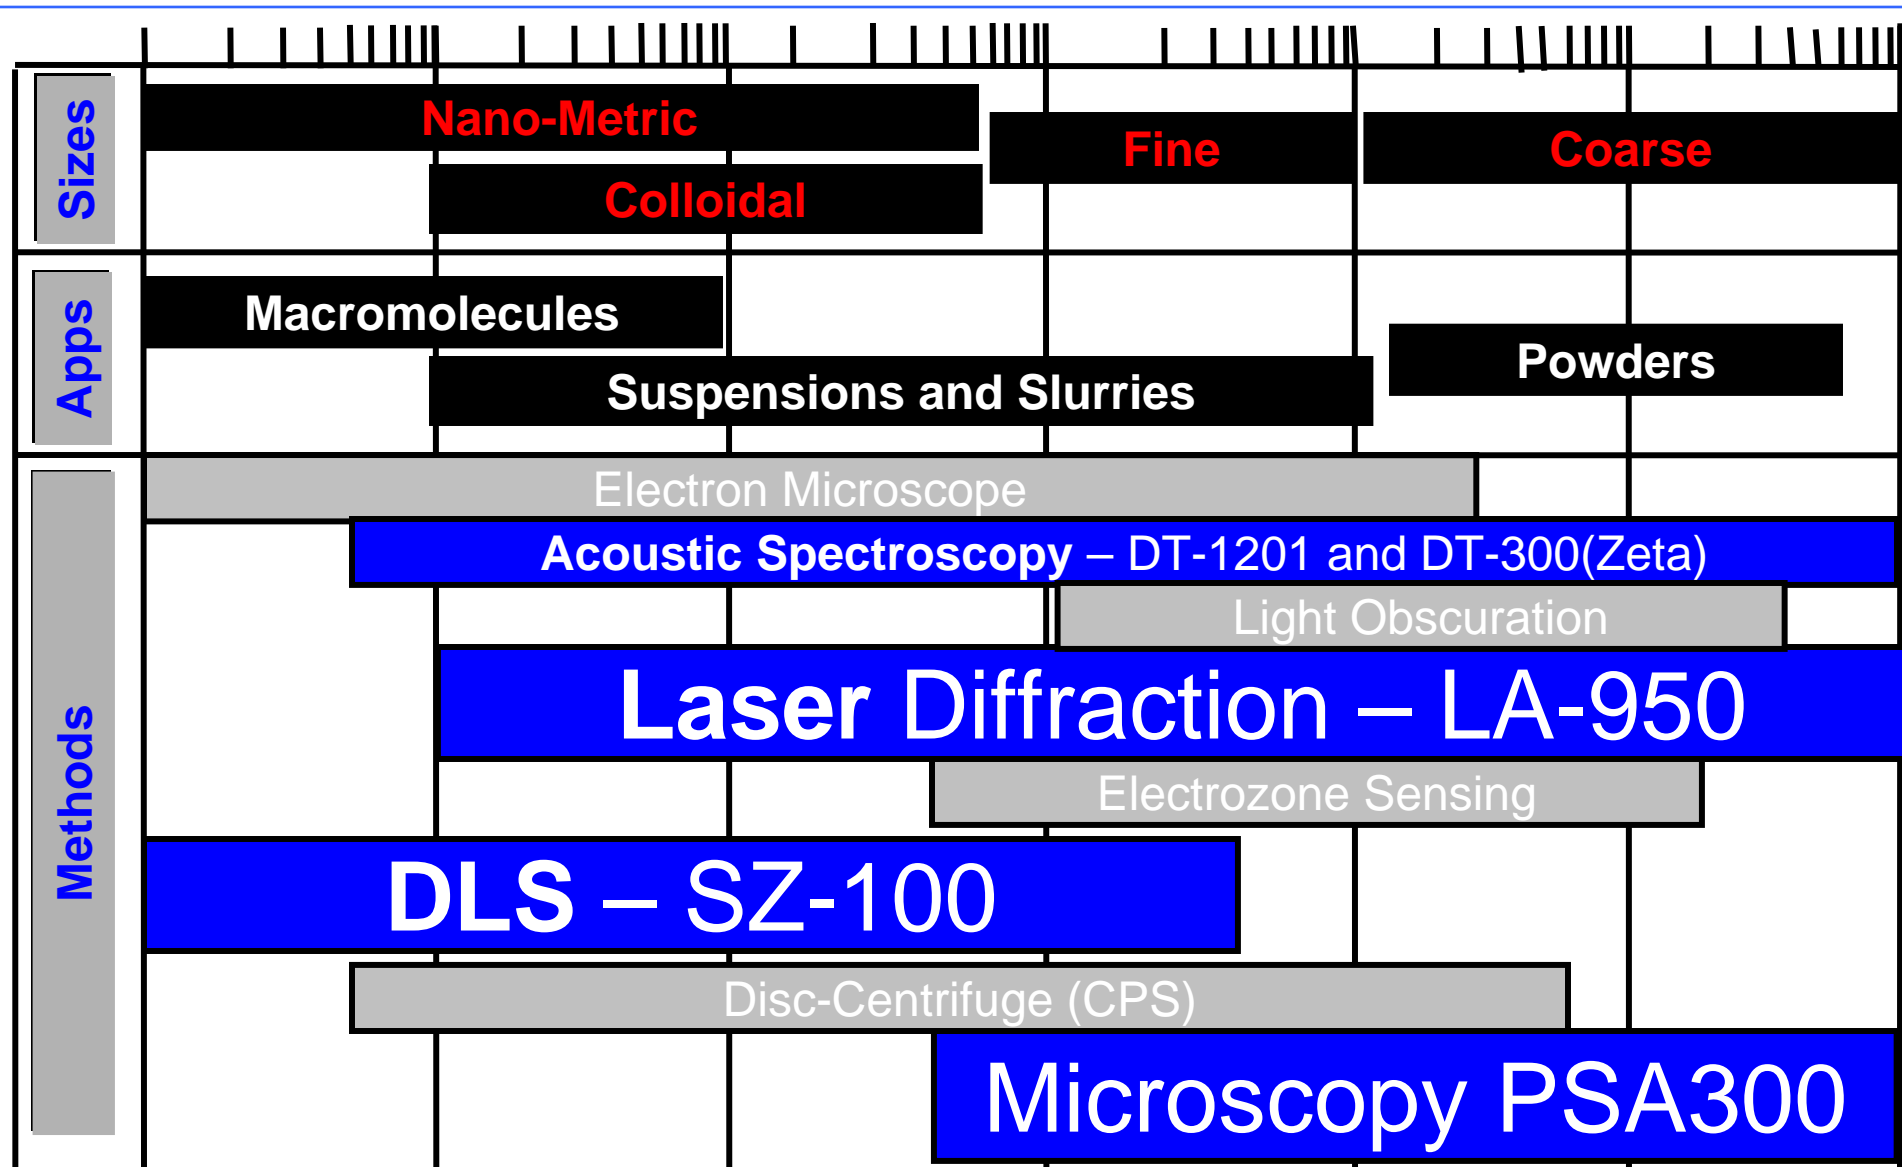 Sizes
Nano-Metric
Colloidal
Fine
Coarse
Apps
Macromolecules
Suspensions and Slurries
Powders
Methods
Electron Microscope
Acoustic Spectroscopy – DT-1201 and DT-300(Zeta)
Light Obscuration
Laser Diffraction – LA-950
Electrozone Sensing
DLS – SZ-100
Disc-Centrifuge (CPS)
Microscopy PSA300